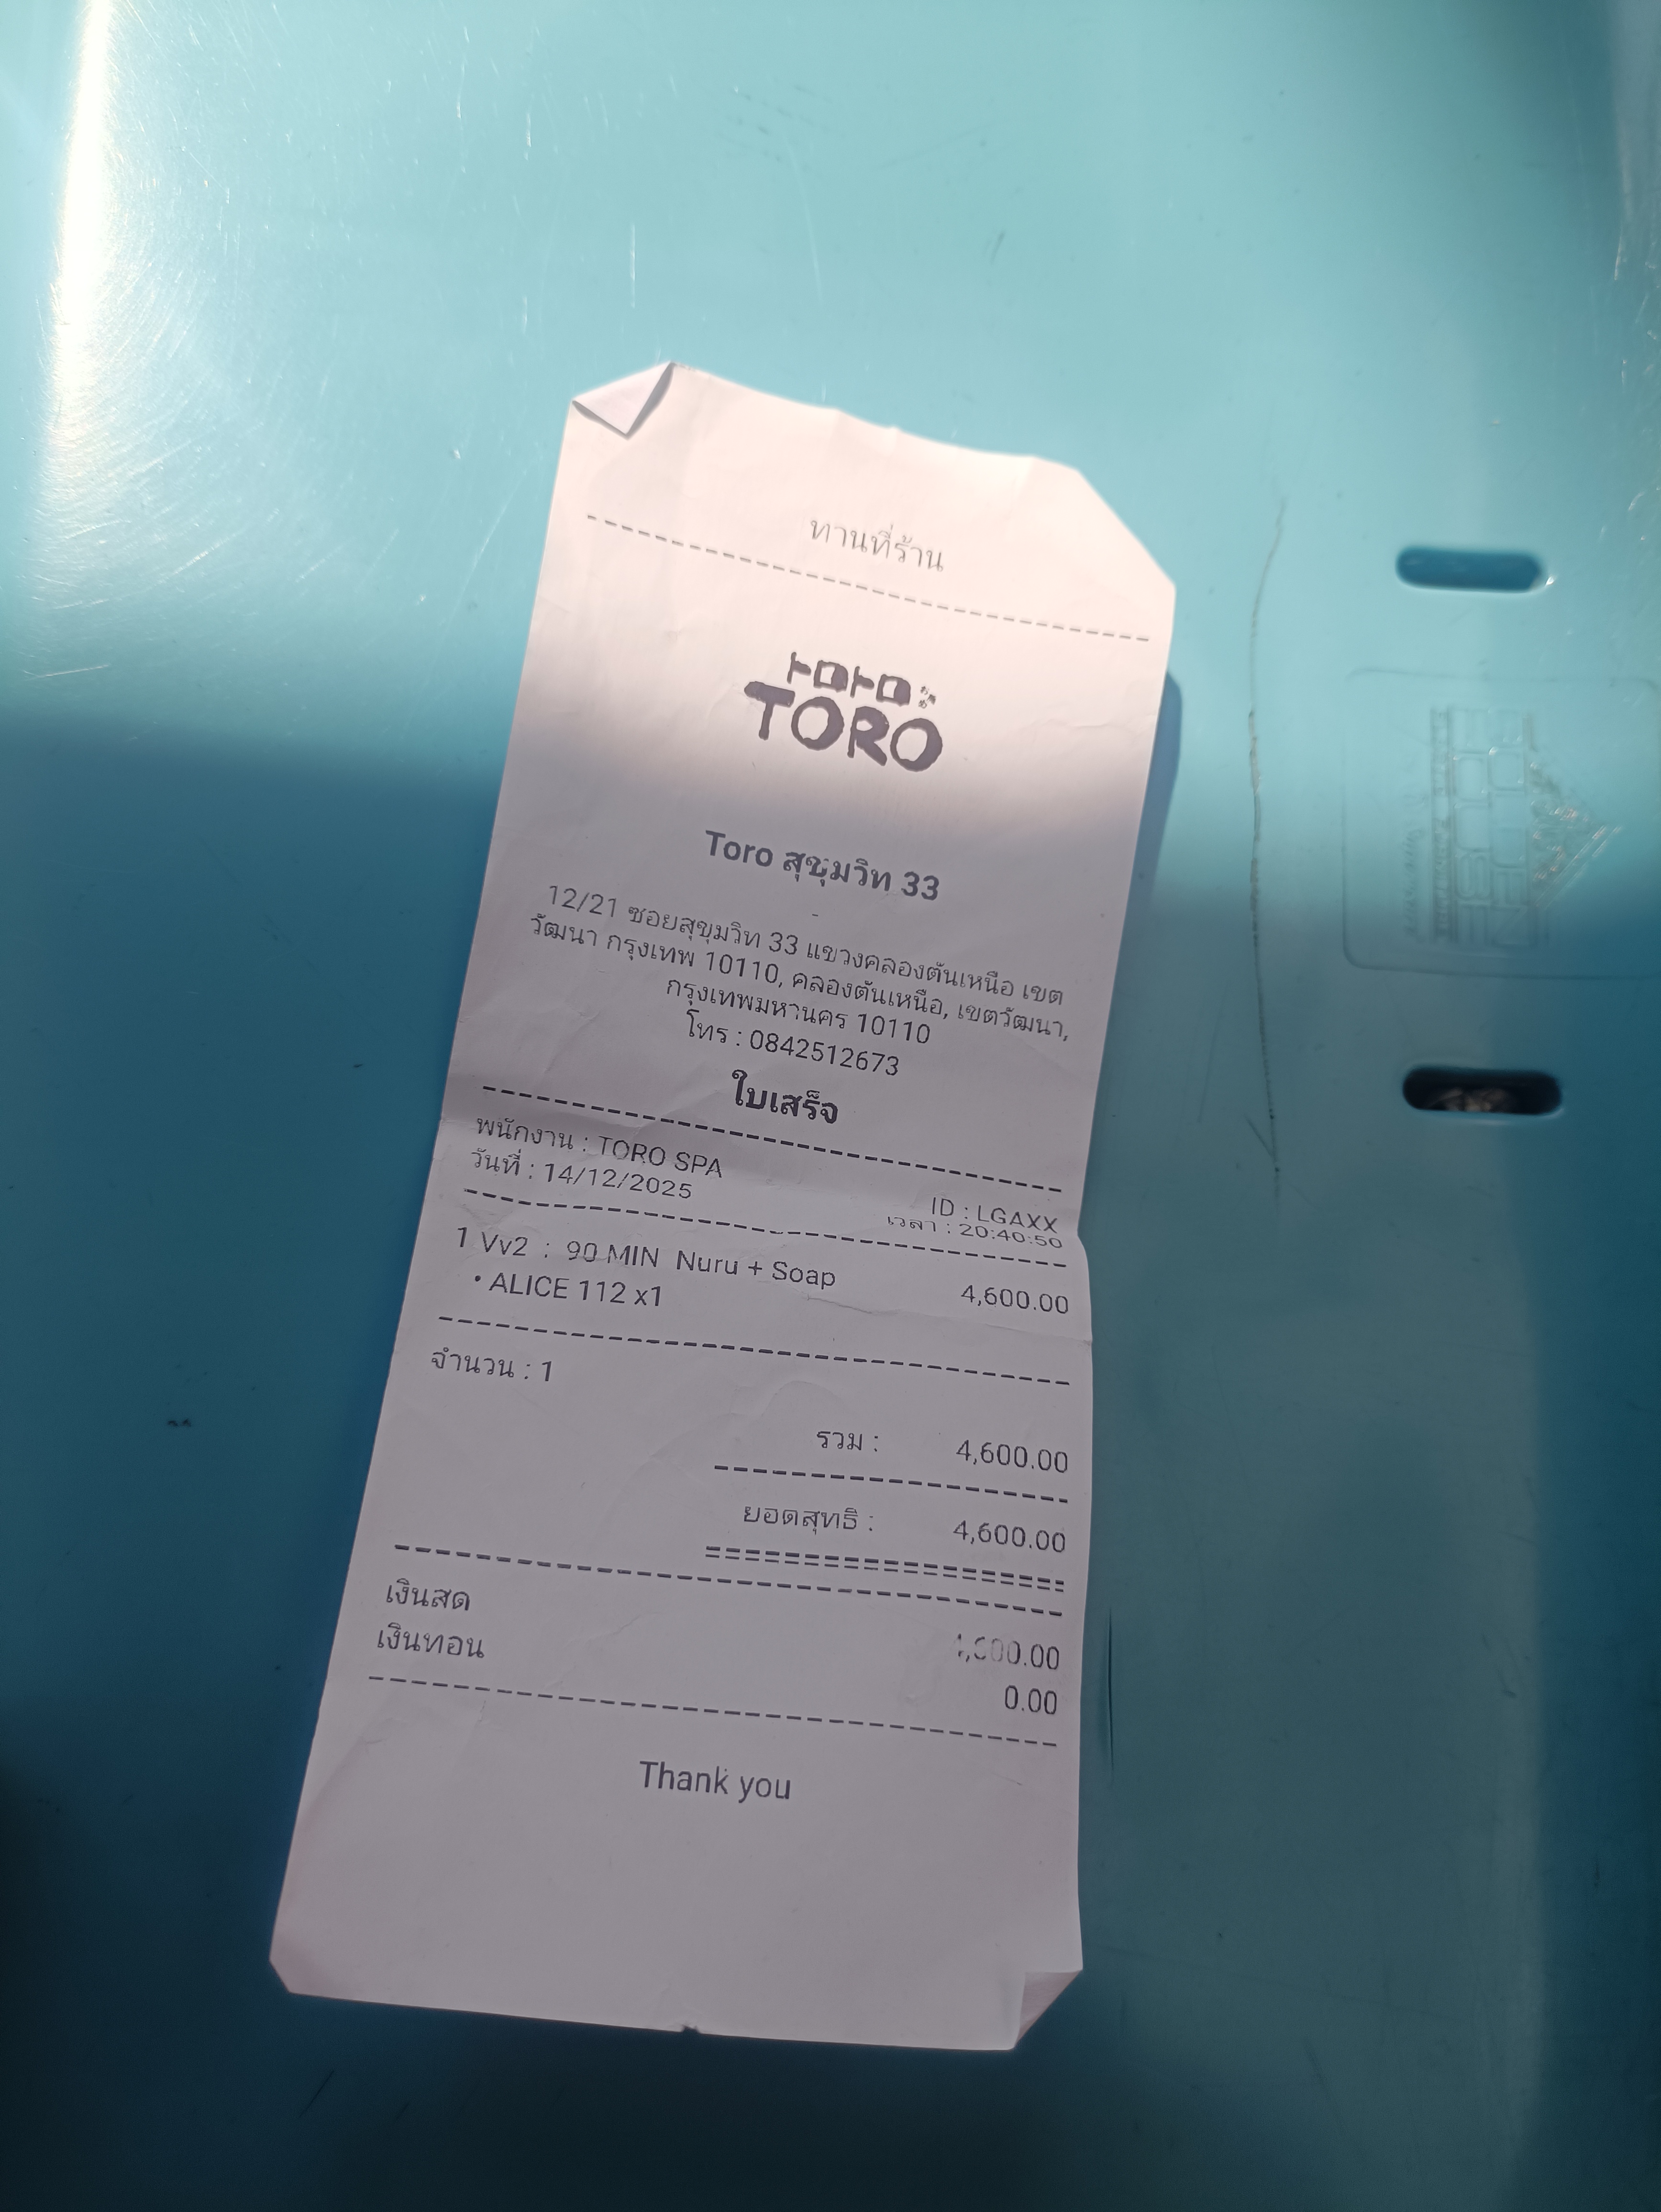 ทานที่ร้าน
トロトロ
TORO
Toro สุขุมวิท 33
-
12/21 ซอยสุขุมวิท 33 แขวงคลองตันเหนือ เขต
วัฒนา กรุงเทพ 10110, คลองตันเหนือ, เขตวัฒนา,
กรุงเทพมหานคร 10110
โทร : 0842512673
ใบเสร็จ
พนักงาน : TORO SPA ID : LGAXX
วันที่ : 14/12/2025 เวลา : 20:40:50
1 Vv2 : 90 MIN Nuru + Soap 4,600.00
• ALICE 112 x1
จำนวน : 1
รวม : 4,600.00
ยอดสุทธิ : 4,600.00
เงินสด
เงินทอน 0.00
Thank you